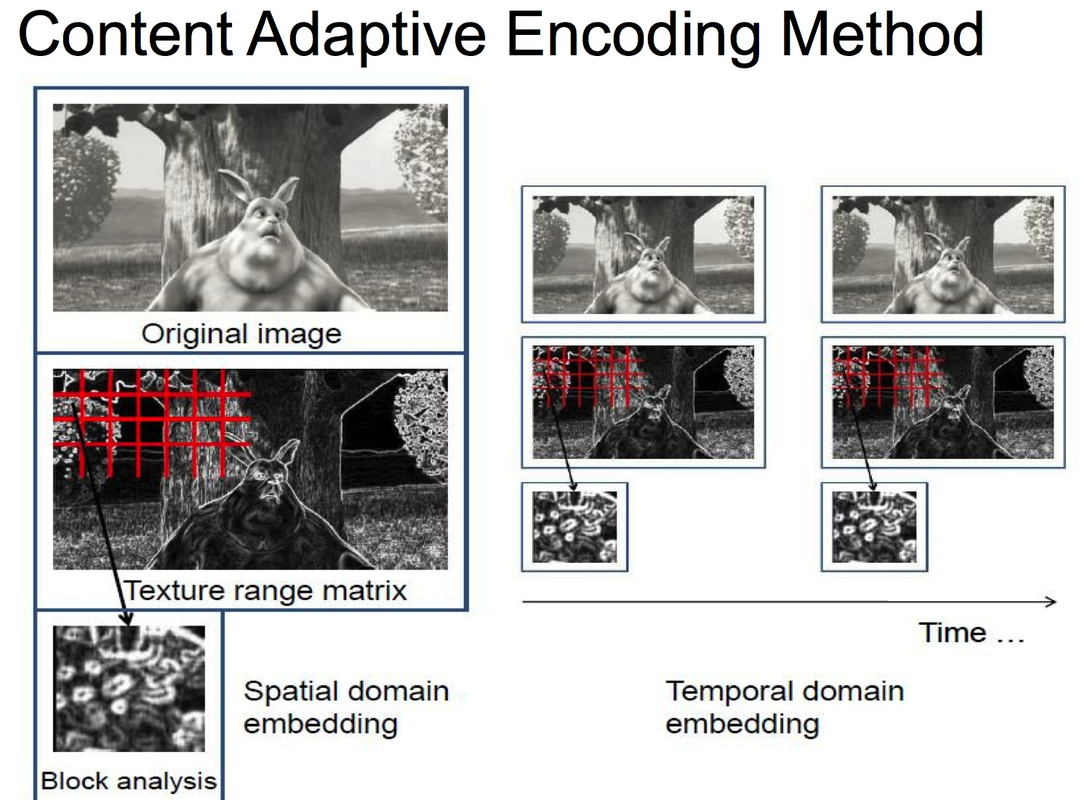 Content Adaptive Encoding Method
Original image
Texture range matrix
Block analysis
Spatial domain
embedding
Time …
Temporal domain
embedding